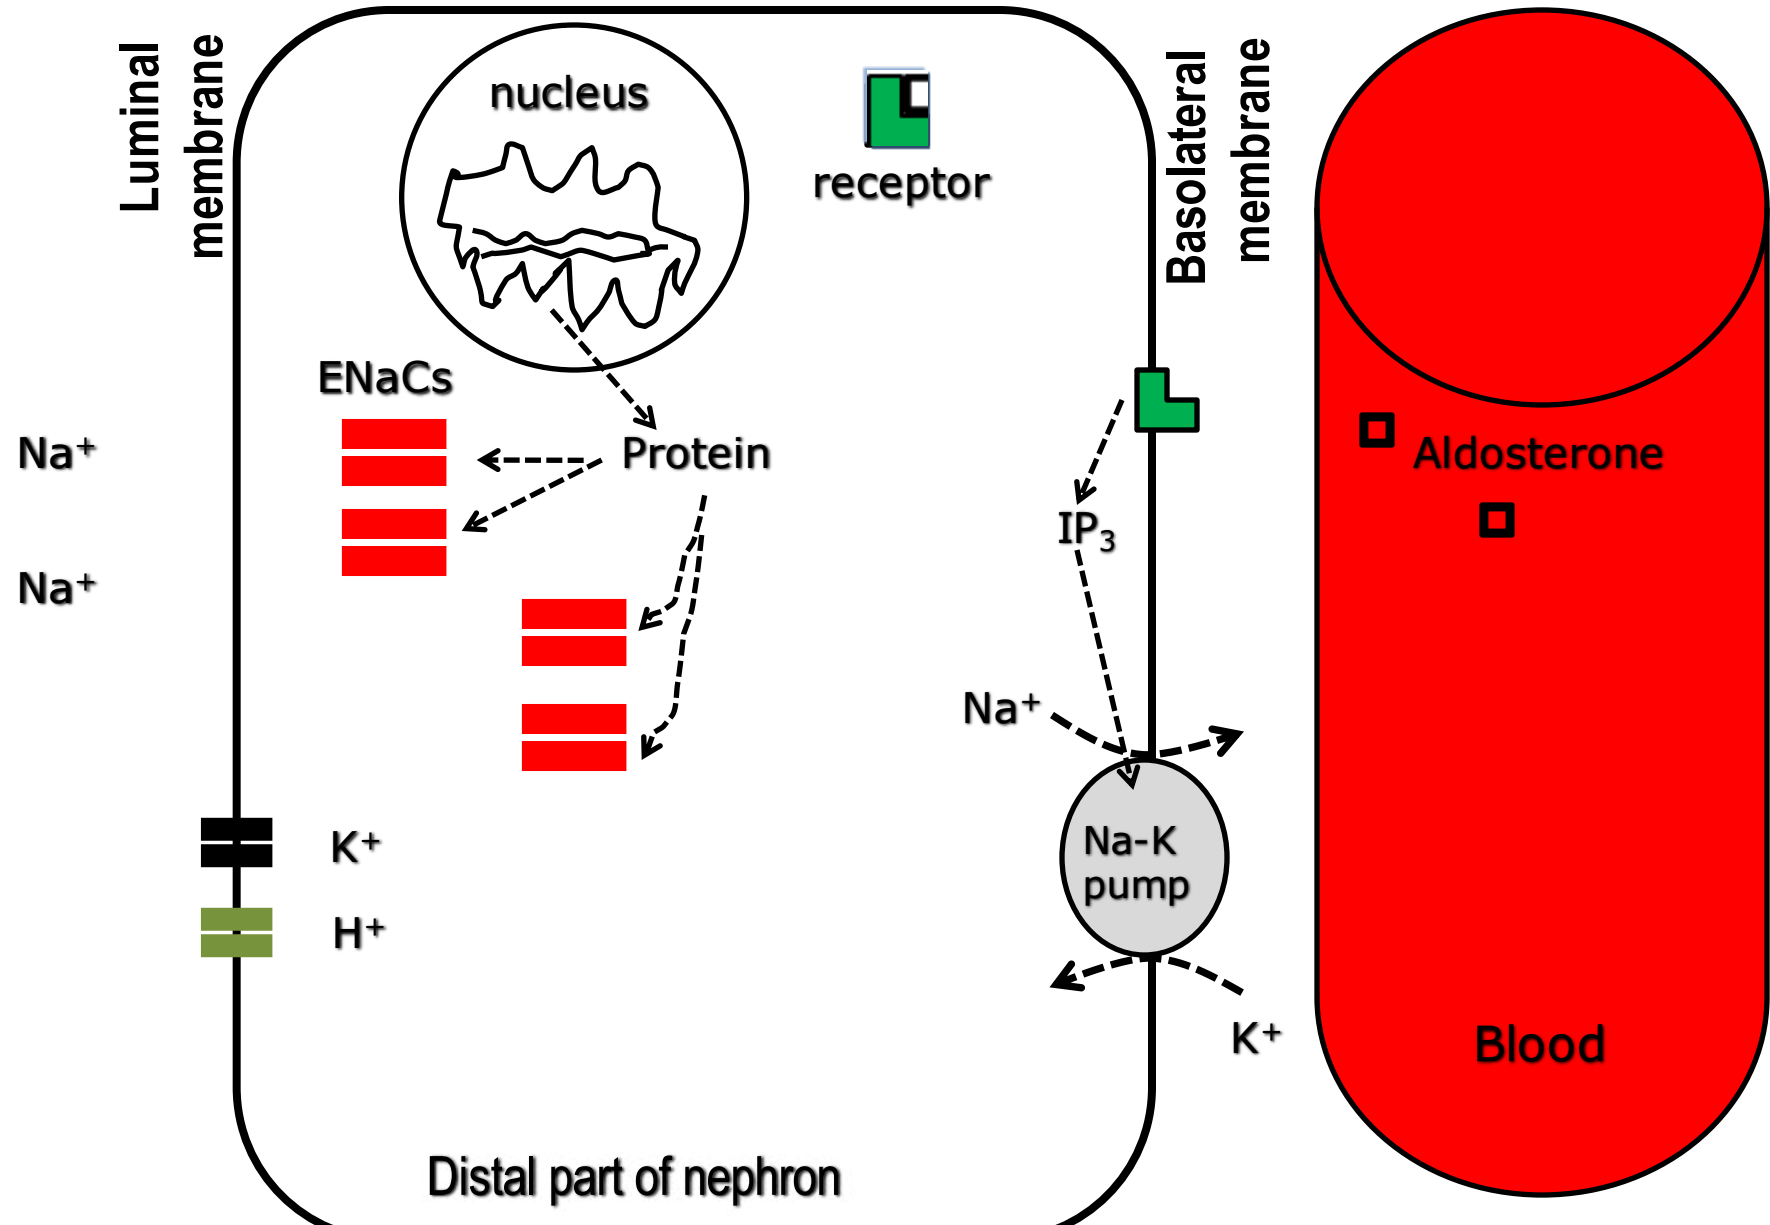 Luminal
membrane
nucleus
receptor
Basolateral
membrane
ENaCs
Na⁺
Protein
Aldosterone
IP₃
Na⁺
Na⁺
Na-K
pump
K⁺
H⁺
K⁺
Blood
Distal part of nephron